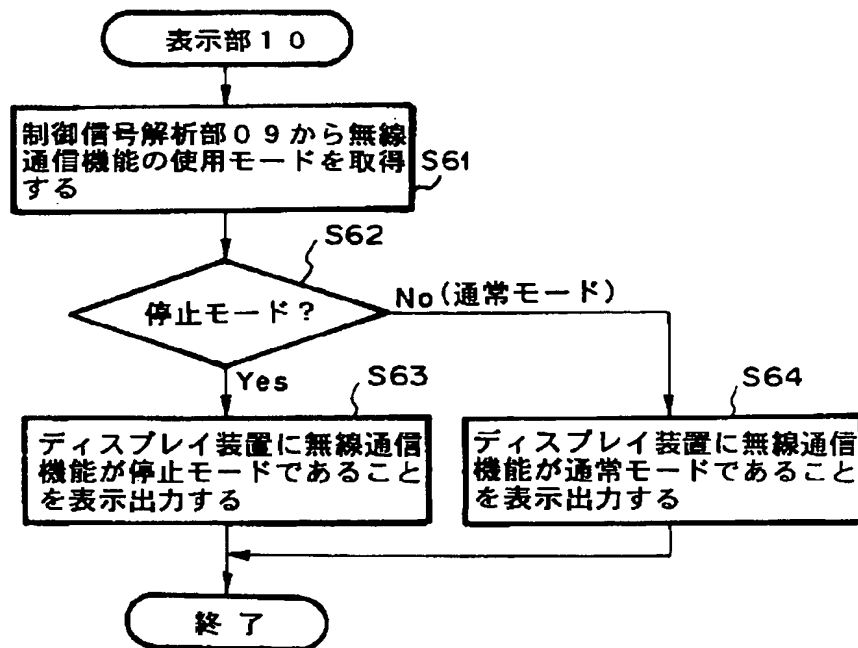 表示部１０
制御信号解析部０９から無線
通信機能の使用モードを取得
する
S61
S62
停止モード？
No(通常モード)
Yes
S63
S64
ディスプレイ装置に無線通信
機能が停止モードであること
を表示出力する
ディスプレイ装置に無線通信
機能が通常モードであること
を表示出力する
終了